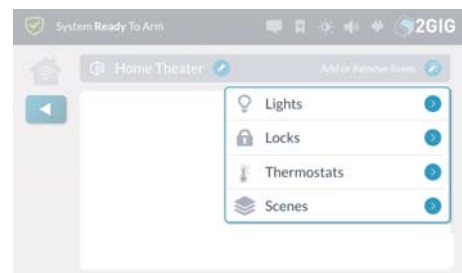 System Ready To Arm
2GIG
Home Theater
Add or Remove Items
Lights
Locks
Thermostats
Scenes